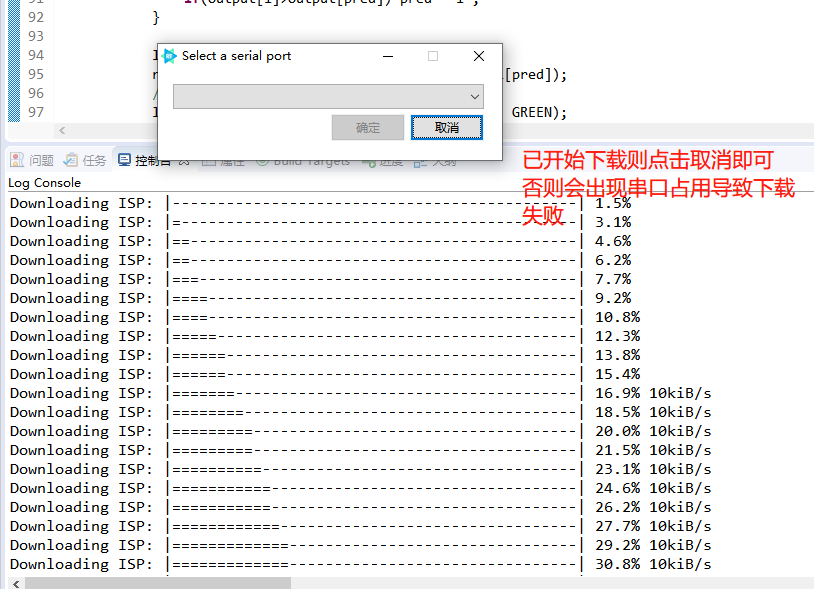 91 if(output[i]>output[pred]) pred = i ;
92 }
93
94
95 [pred]);
96
97 GREEN);
Select a serial port
确定 取消
问题 任务 控制台 属性 Build Targets 进度 大纲
已开始下载则点击取消即可
否则会出现串口占用导致下载
失败
Log Console
Downloading ISP: |----------------------------------------------| 1.5%
Downloading ISP: |=---------------------------------------------| 3.1%
Downloading ISP: |==--------------------------------------------| 4.6%
Downloading ISP: |==--------------------------------------------| 6.2%
Downloading ISP: |===-------------------------------------------| 7.7%
Downloading ISP: |====------------------------------------------| 9.2%
Downloading ISP: |====------------------------------------------| 10.8%
Downloading ISP: |=====-----------------------------------------| 12.3%
Downloading ISP: |======----------------------------------------| 13.8%
Downloading ISP: |======----------------------------------------| 15.4%
Downloading ISP: |=======---------------------------------------| 16.9% 10kiB/s
Downloading ISP: |========--------------------------------------| 18.5% 10kiB/s
Downloading ISP: |=========-------------------------------------| 20.0% 10kiB/s
Downloading ISP: |=========-------------------------------------| 21.5% 10kiB/s
Downloading ISP: |==========------------------------------------| 23.1% 10kiB/s
Downloading ISP: |===========-----------------------------------| 24.6% 10kiB/s
Downloading ISP: |===========-----------------------------------| 26.2% 10kiB/s
Downloading ISP: |============----------------------------------| 27.7% 10kiB/s
Downloading ISP: |=============---------------------------------| 29.2% 10kiB/s
Downloading ISP: |=============---------------------------------| 30.8% 10kiB/s